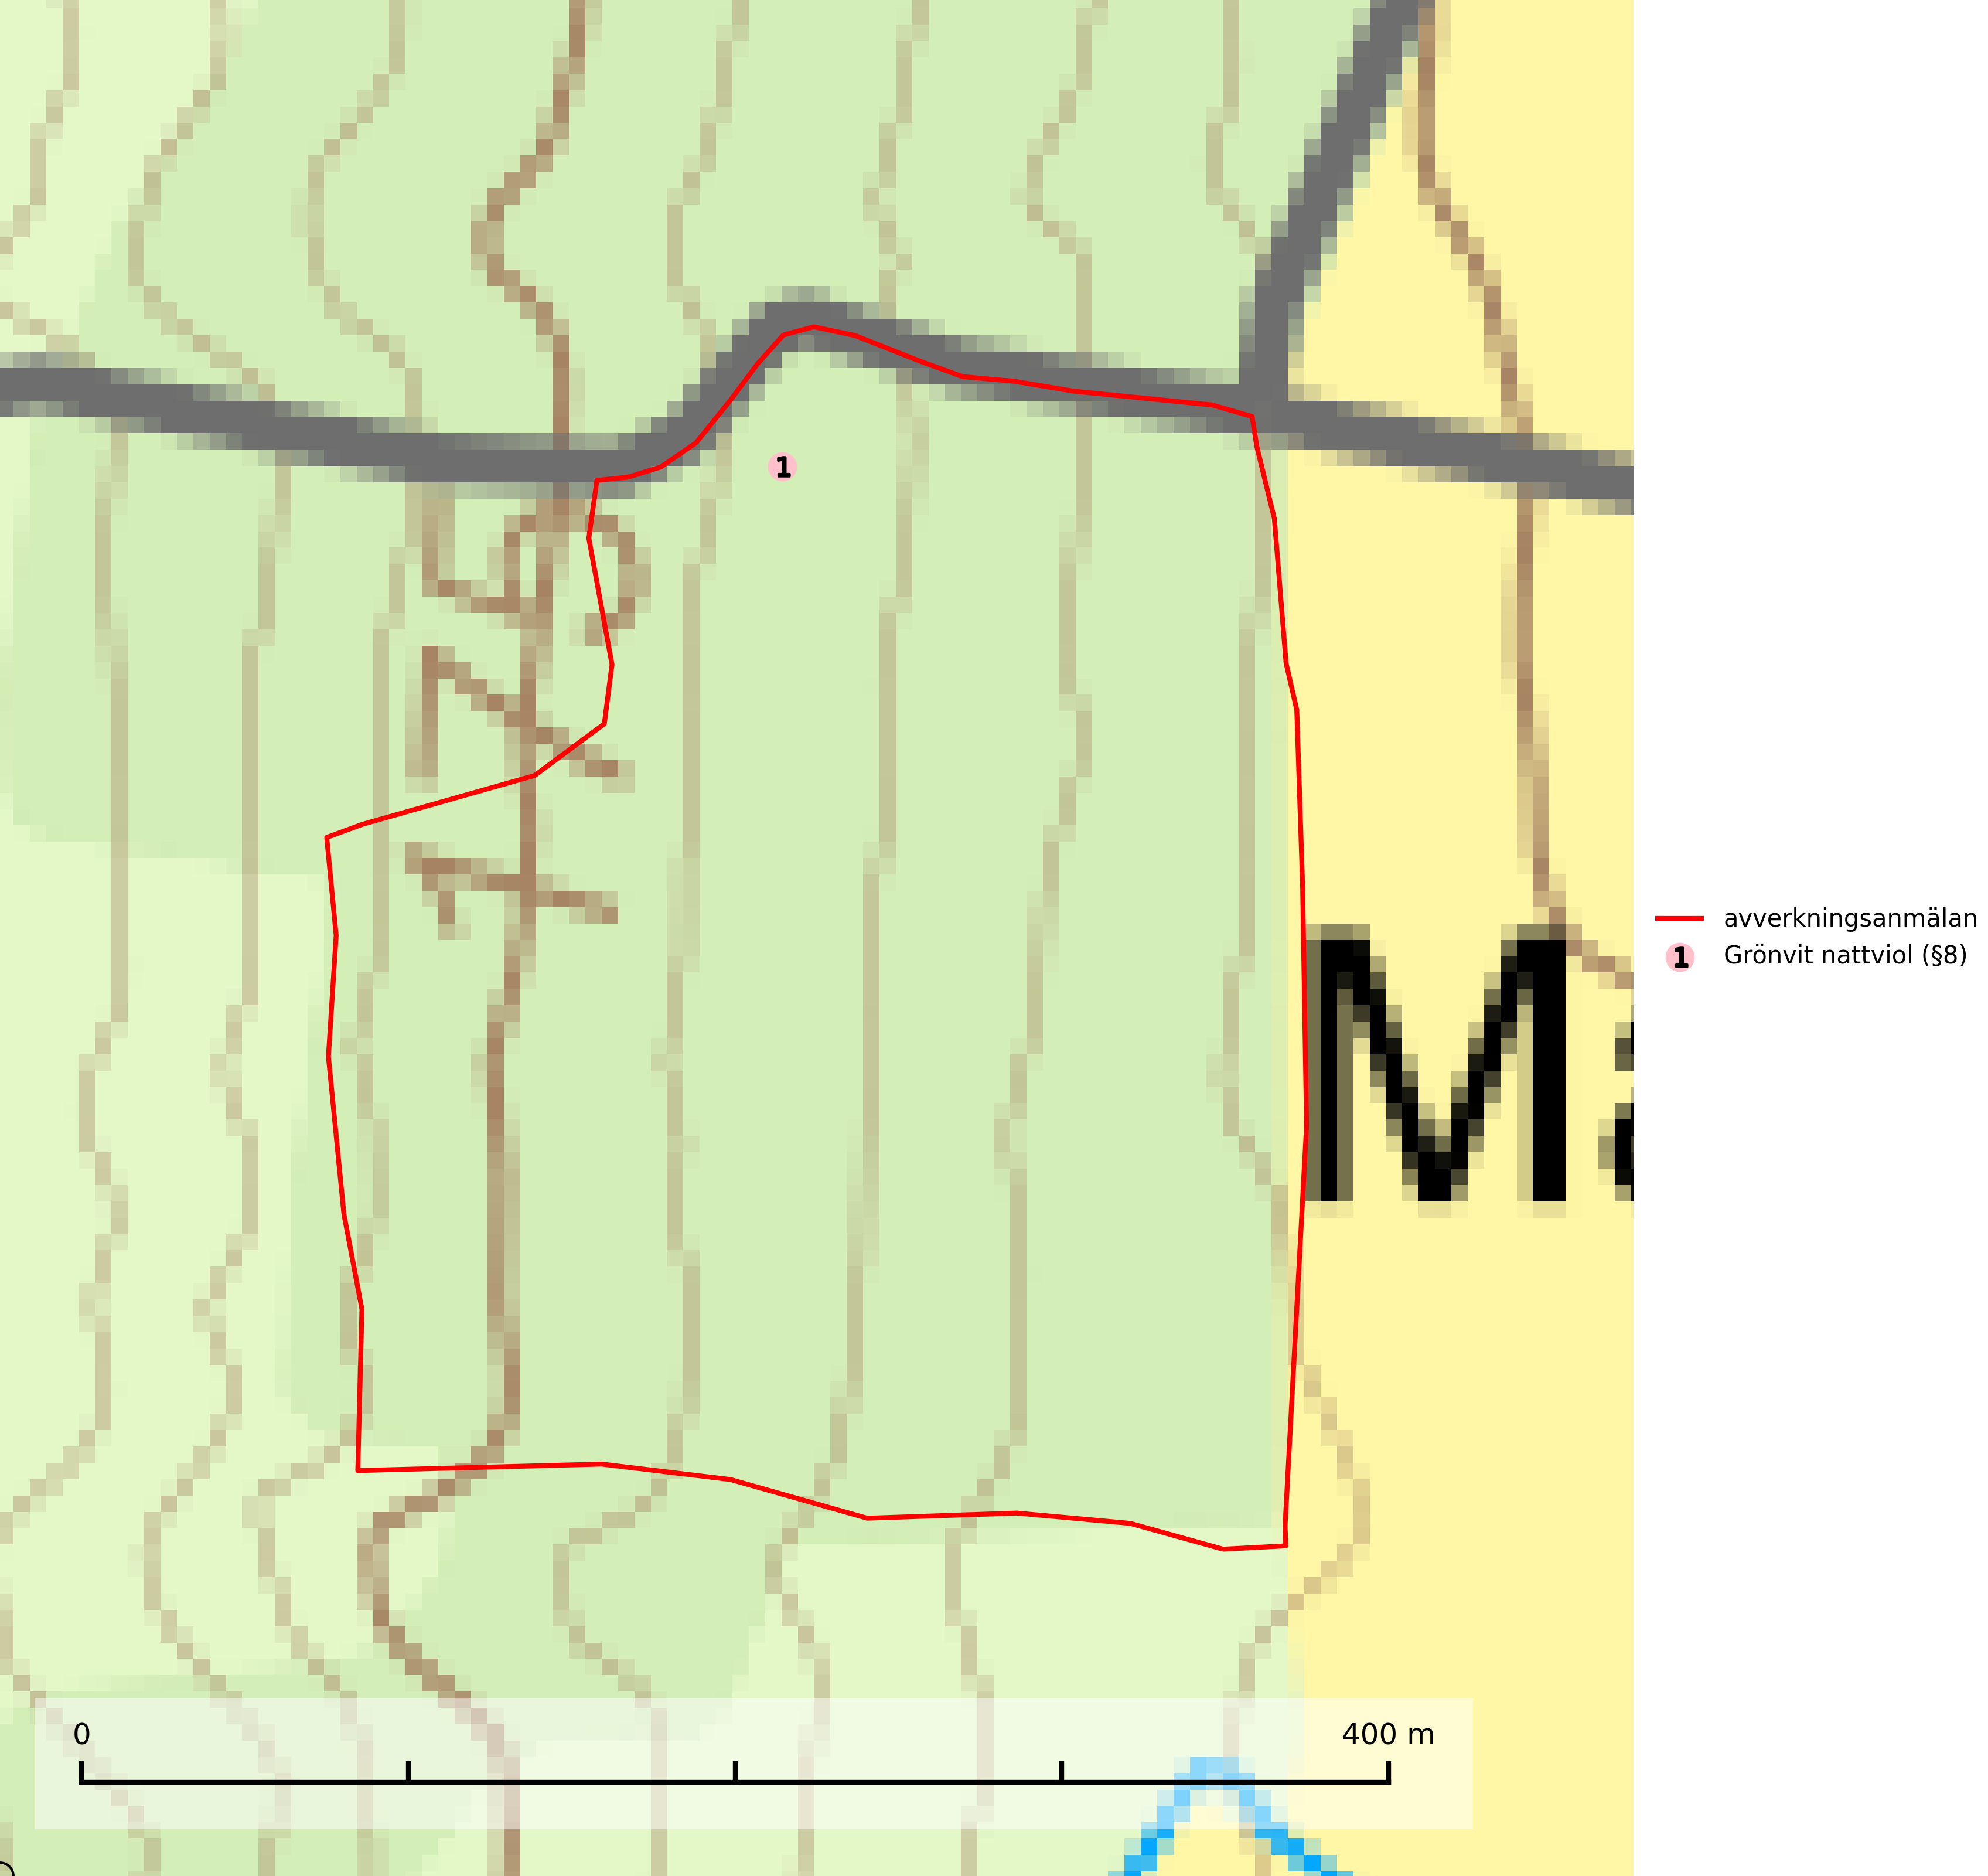 1
M
avverkningsanmälan
1 Grönvit nattviol (§8)
0 400 m